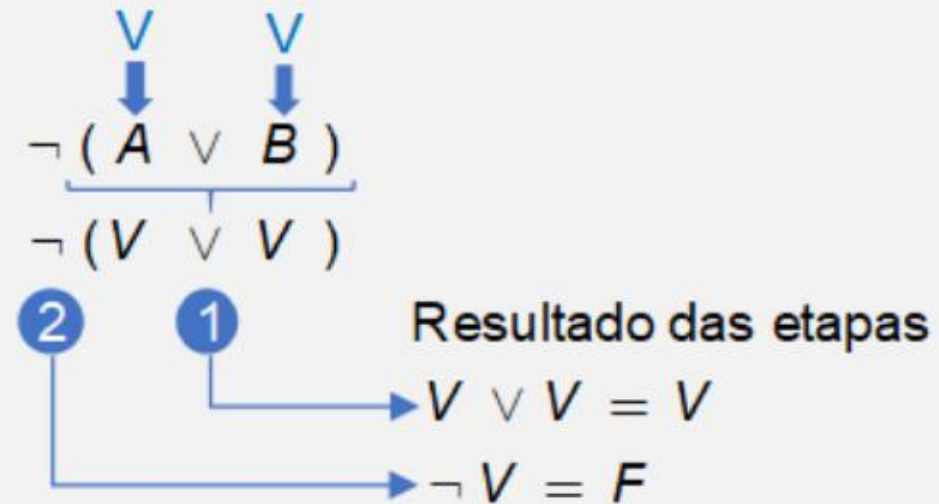 V V
¬ ( A ∨ B )
¬ ( V ∨ V )
2 1 Resultado das etapas
V ∨ V = V
¬ V = F